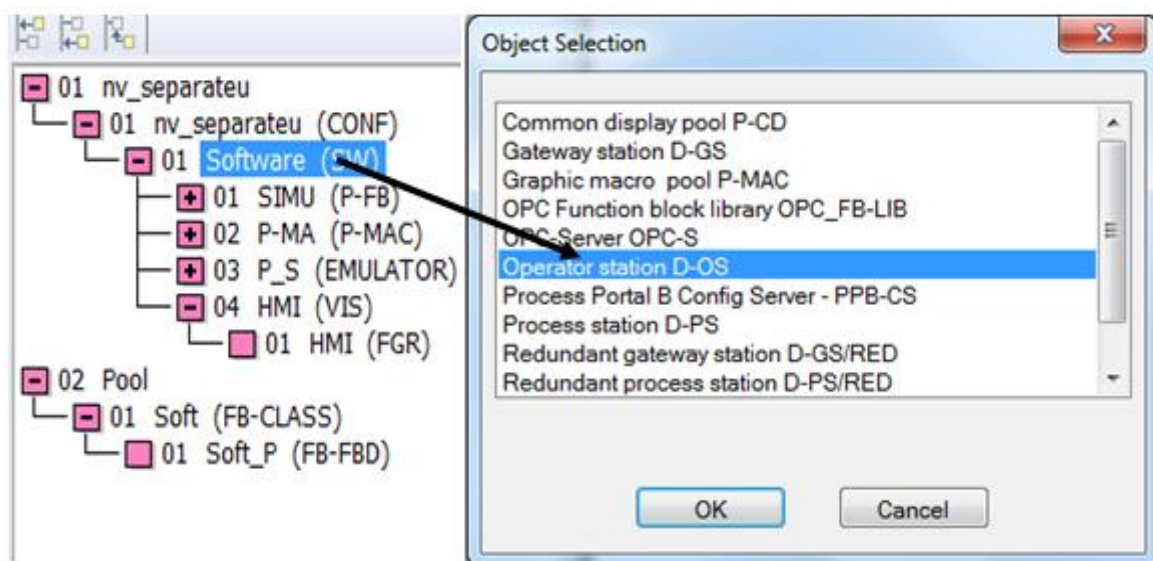 01 nv_separateu
01 nv_separateu (CONF)
01 Software (SW)
01 SIMU (P-FB)
02 P-MA (P-MAC)
03 P_S (EMULATOR)
04 HMI (VIS)
01 HMI (FGR)
02 Pool
01 Soft (FB-CLASS)
01 Soft_P (FB-FBD)
Object Selection
Common display pool P-CD
Gateway station D-GS
Graphic macro pool P-MAC
OPC Function block library OPC_FB-LIB
OPC-Server OPC-S
Operator station D-OS
Process Portal B Config Server - PPB-CS
Process station D-PS
Redundant gateway station D-GS/RED
Redundant process station D-PS/RED
OK
Cancel